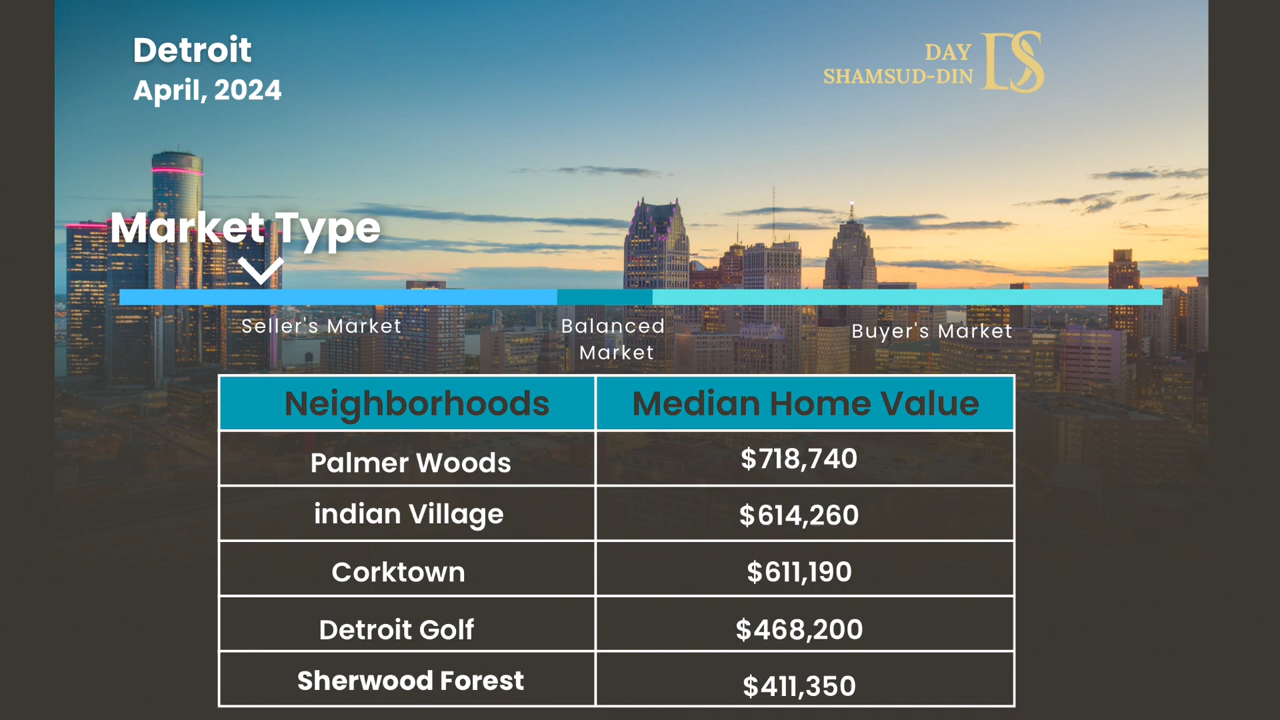 Detroit
April, 2024
DAY
SHAMSUD-DIN
DS
Market Type
Seller's Market
Balanced
Market
Buyer's Market
Neighborhoods Median Home Value
Palmer Woods $718,740
indian Village $614,260
Corktown $611,190
Detroit Golf $468,200
Sherwood Forest $411,350